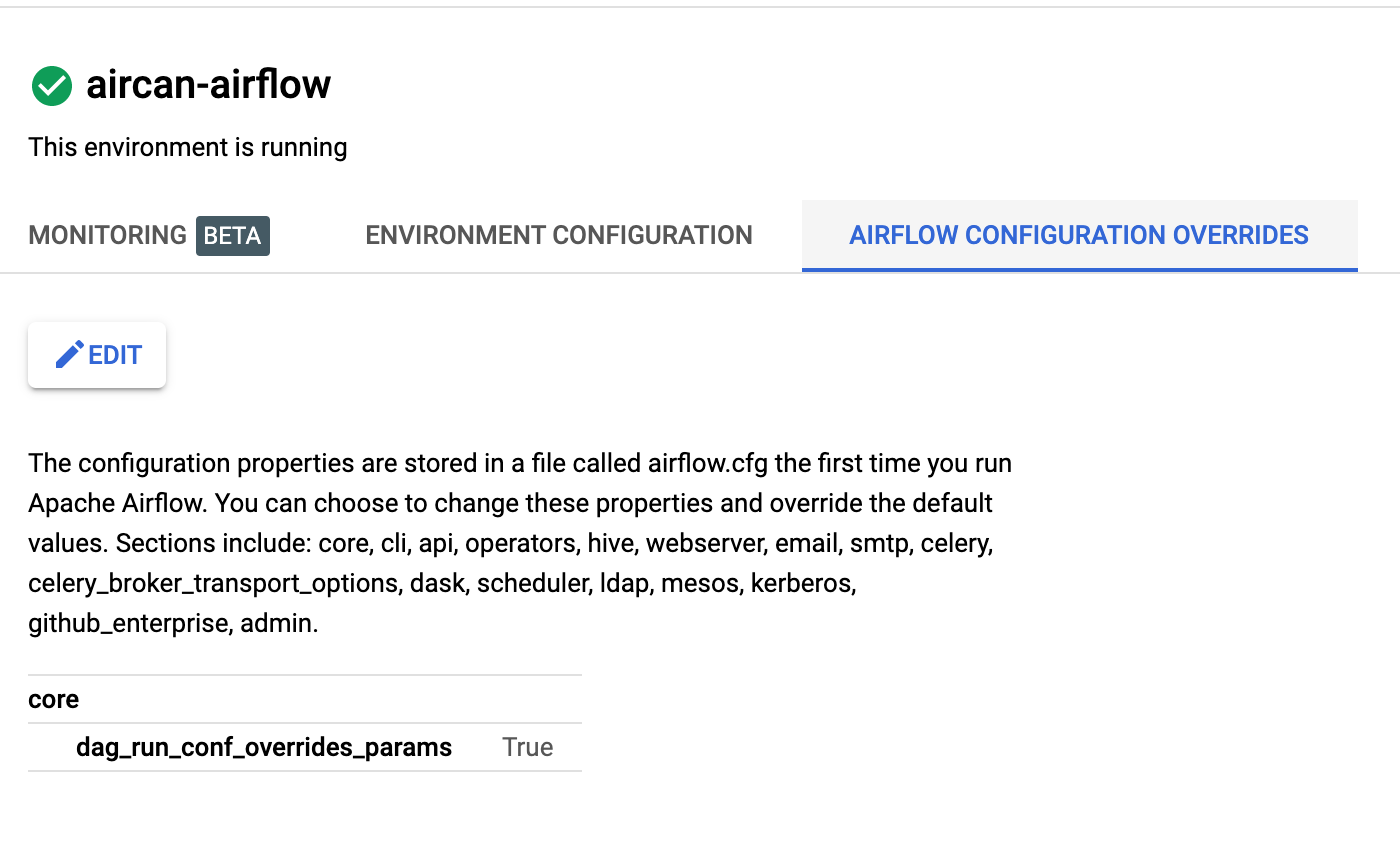 aircan-airflow
This environment is running
MONITORING BETA
ENVIRONMENT CONFIGURATION
AIRFLOW CONFIGURATION OVERRIDES
EDIT
The configuration properties are stored in a file called airflow.cfg the first time you run
Apache Airflow. You can choose to change these properties and override the default
values. Sections include: core, cli, api, operators, hive, webserver, email, smtp, celery,
celery_broker_transport_options, dask, scheduler, ldap, mesos, kerberos,
github_enterprise, admin.
core
dag_run_conf_overrides_params True